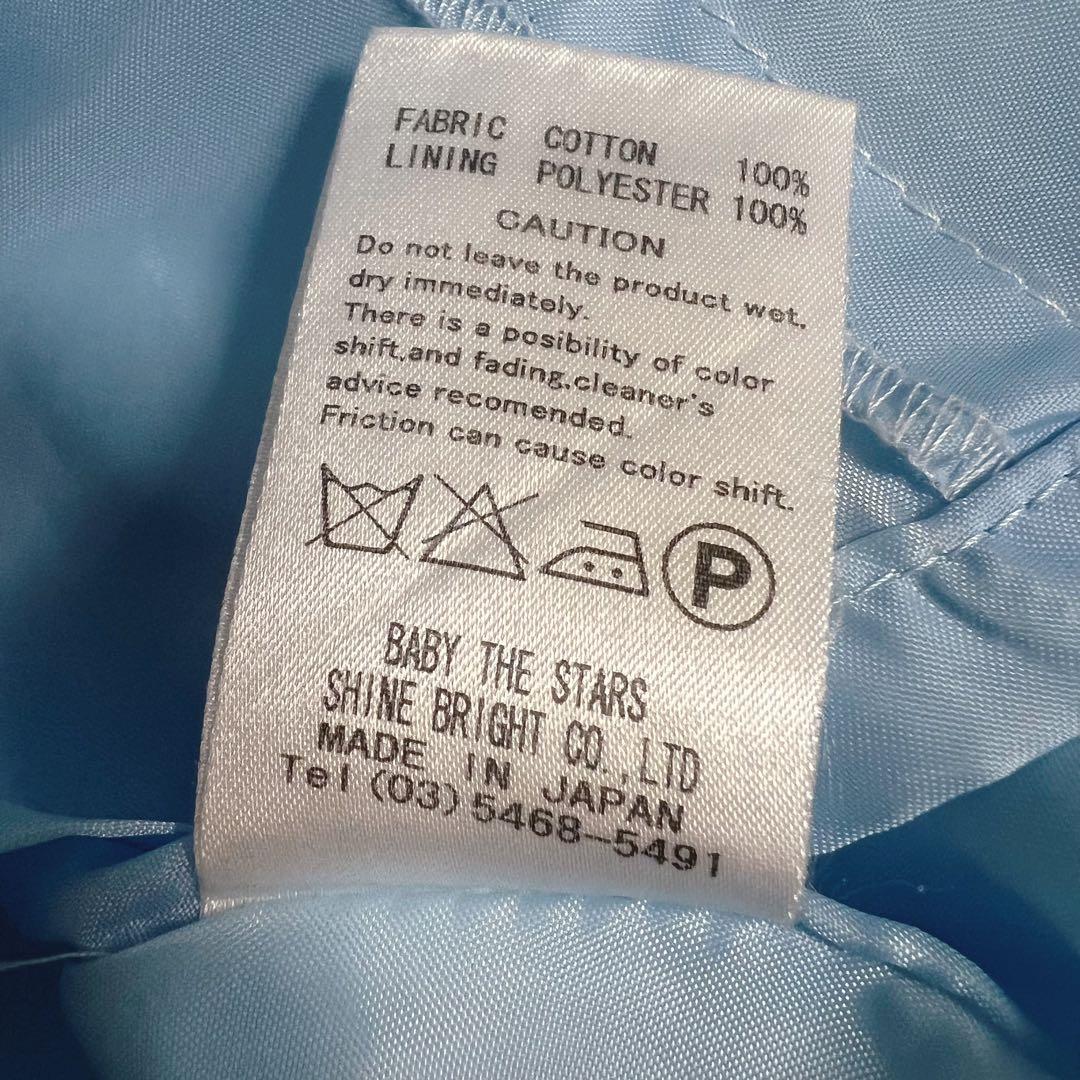 FABRIC COTTON 100%
LINING POLYESTER 100%
CAUTION
Do not leave the product wet.
dry immediately.
There is a posibility of color
shift,and fading.cleaner's
advice recomended.
Friction can cause color shift.
P
BABY THE STARS
SHINE BRIGHT CO.,LTD
MADE IN JAPAN
Tel (03) 5468-5491